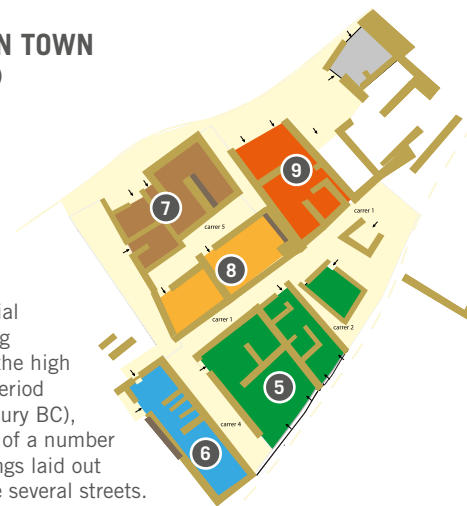 N TOWN
)
9
7
carrer 1
carrer 5
8
carrer 1
carrer 2
5
carrer 4
6
ial
g
the high
eriod
ury BC),
of a number
ngs laid out
e several streets.